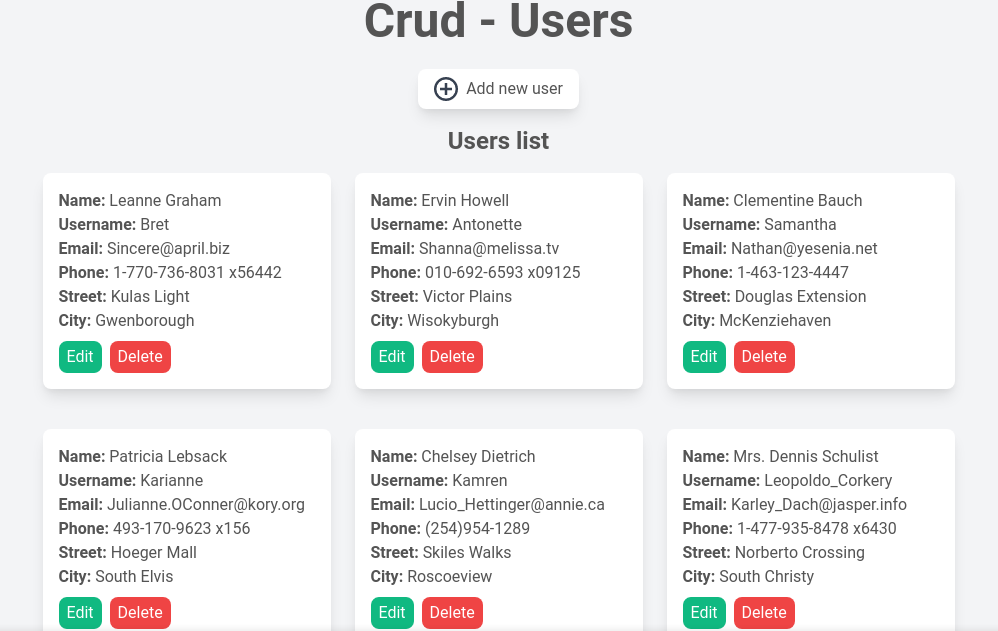 Crud - Users
Add new user
Users list
Name: Leanne Graham
Username: Bret
Email: Sincere@april.biz
Phone: 1-770-736-8031 x56442
Street: Kulas Light
City: Gwenborough
Edit Delete
Name: Ervin Howell
Username: Antonette
Email: Shanna@melissa.tv
Phone: 010-692-6593 x09125
Street: Victor Plains
City: Wisokyburgh
Edit Delete
Name: Clementine Bauch
Username: Samantha
Email: Nathan@yesenia.net
Phone: 1-463-123-4447
Street: Douglas Extension
City: McKenziehaven
Edit Delete
Name: Patricia Lebsack
Username: Karianne
Email: Julianne.OConner@kory.org
Phone: 493-170-9623 x156
Street: Hoeger Mall
City: South Elvis
Edit Delete
Name: Chelsey Dietrich
Username: Kamren
Email: Lucio_Hettinger@annie.ca
Phone: (254)954-1289
Street: Skiles Walks
City: Roscoeview
Edit Delete
Name: Mrs. Dennis Schulist
Username: Leopoldo_Corkery
Email: Karley_Dach@jasper.info
Phone: 1-477-935-8478 x6430
Street: Norberto Crossing
City: South Christy
Edit Delete